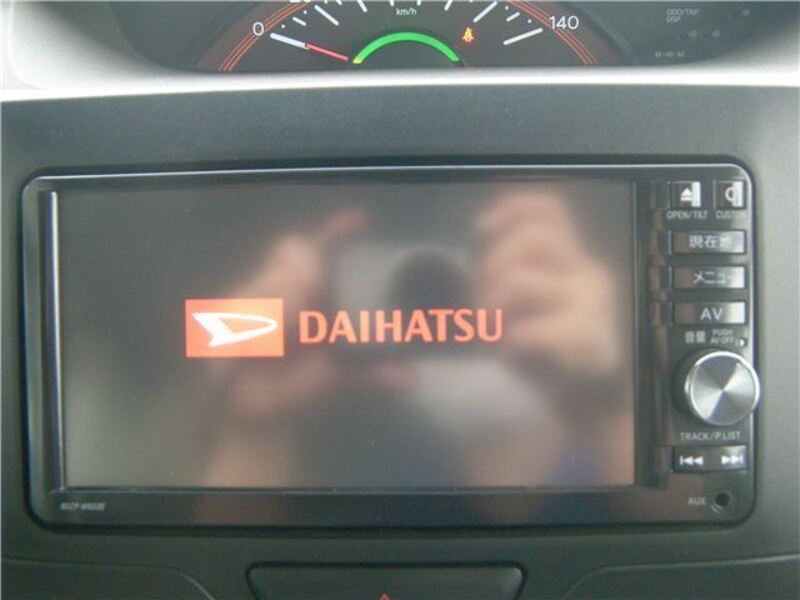 0
km/h
140
ODO/TRIP
DSP
DAIHATSU
OPEN/TILT
CUSTOM
現在地
メニュー
AV
音量
PUSH
AV OFF
TRACK/P.LIST
AUX